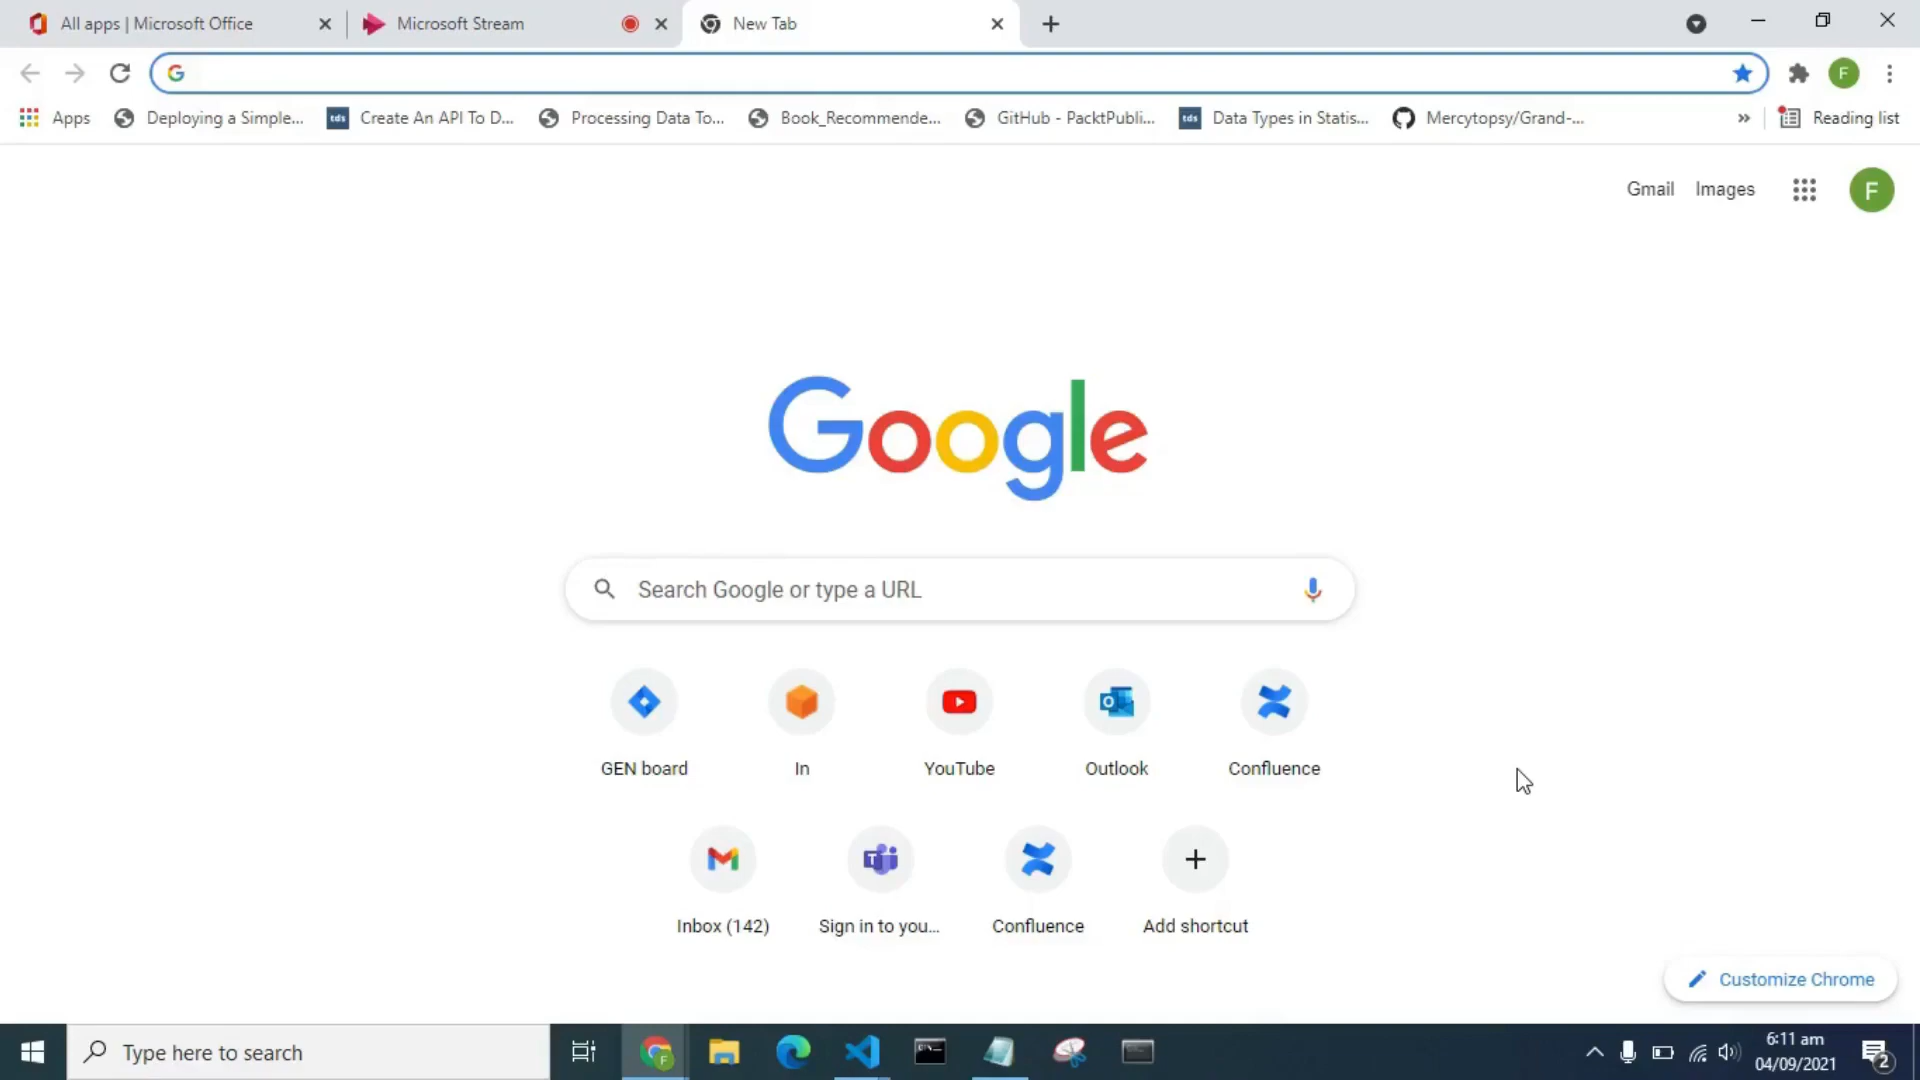 All apps | Microsoft Office
Microsoft Stream
New Tab
F
Apps
Deploying a Simple...
tds
Create An API To D...
Processing Data To...
Book_Recommende...
GitHub - PacktPubli...
tds
Data Types in Statis...
Mercytopsy/Grand-...
»
Reading list
Gmail
Images
F
Google
Search Google or type a URL
GEN board
In
YouTube
Outlook
Confluence
Inbox (142)
Sign in to you...
Confluence
Add shortcut
Customize Chrome
Type here to search
6:11 am
04/09/2021
2